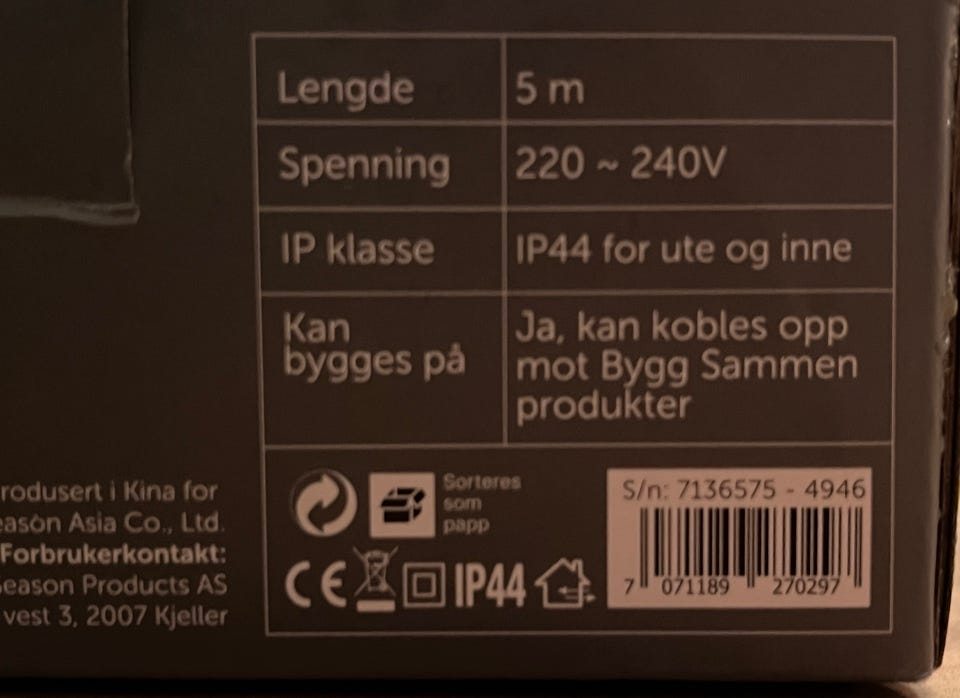 Lengde 5 m
Spenning 220 ~ 240V
IP klasse IP44 for ute og inne
Kan bygges på
Ja, kan kobles opp
mot Bygg Sammen
produkter
rodusert i Kina for
eason Asia Co., Ltd.
Forbrukerkontakt:
eason Products AS
vest 3, 2007 Kjeller
Sorteres
som
papp
CE IP44
S/n: 7136575 - 4946
7 071189 270297